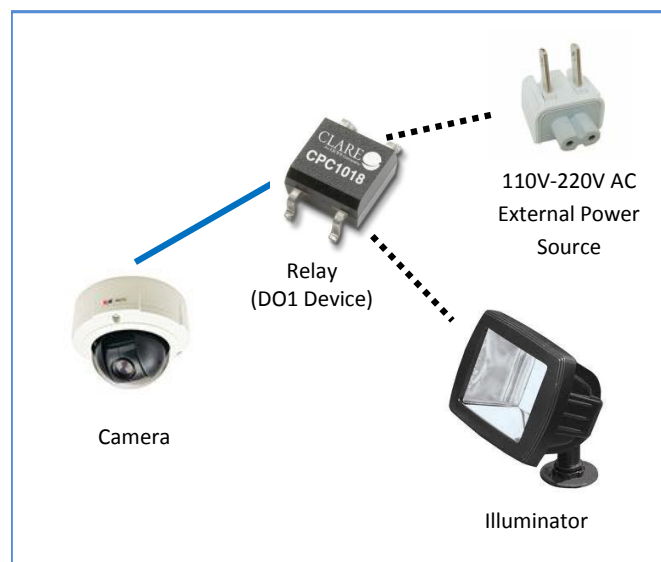 CLARE
CPC1018
110V-220V AC
External Power
Source
Relay
(DO1 Device)
Camera
Illuminator